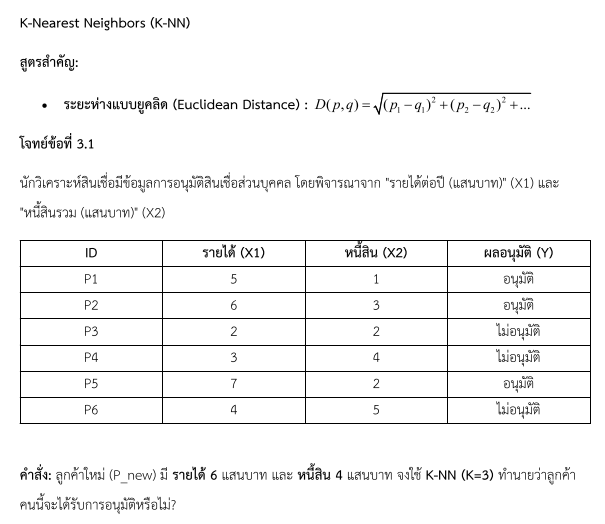 K-Nearest Neighbors (K-NN)
สูตรสำคัญ:
• ระยะห่างแบบยูคลิด (Euclidean Distance) : D(p,q) = √((p₁ − q₁)² + (p₂ − q₂)² + ...
โจทย์ข้อที่ 3.1
นักวิเคราะห์สินเชื่อมีข้อมูลการอนุมัติสินเชื่อส่วนบุคคล โดยพิจารณาจาก "รายได้ต่อปี (แสนบาท)" (X1) และ
"หนี้สินรวม (แสนบาท)" (X2)
ID รายได้ (X1) หนี้สิน (X2) ผลอนุมัติ (Y)
P1 5 1 อนุมัติ
P2 6 3 อนุมัติ
P3 2 2 ไม่อนุมัติ
P4 3 4 ไม่อนุมัติ
P5 7 2 อนุมัติ
P6 4 5 ไม่อนุมัติ
คำสั่ง: ลูกค้าใหม่ (P_new) มี รายได้ 6 แสนบาท และ หนี้สิน 4 แสนบาท จงใช้ K-NN (K=3) ทำนายว่าลูกค้า
คนนี้จะได้รับการอนุมัติหรือไม่?